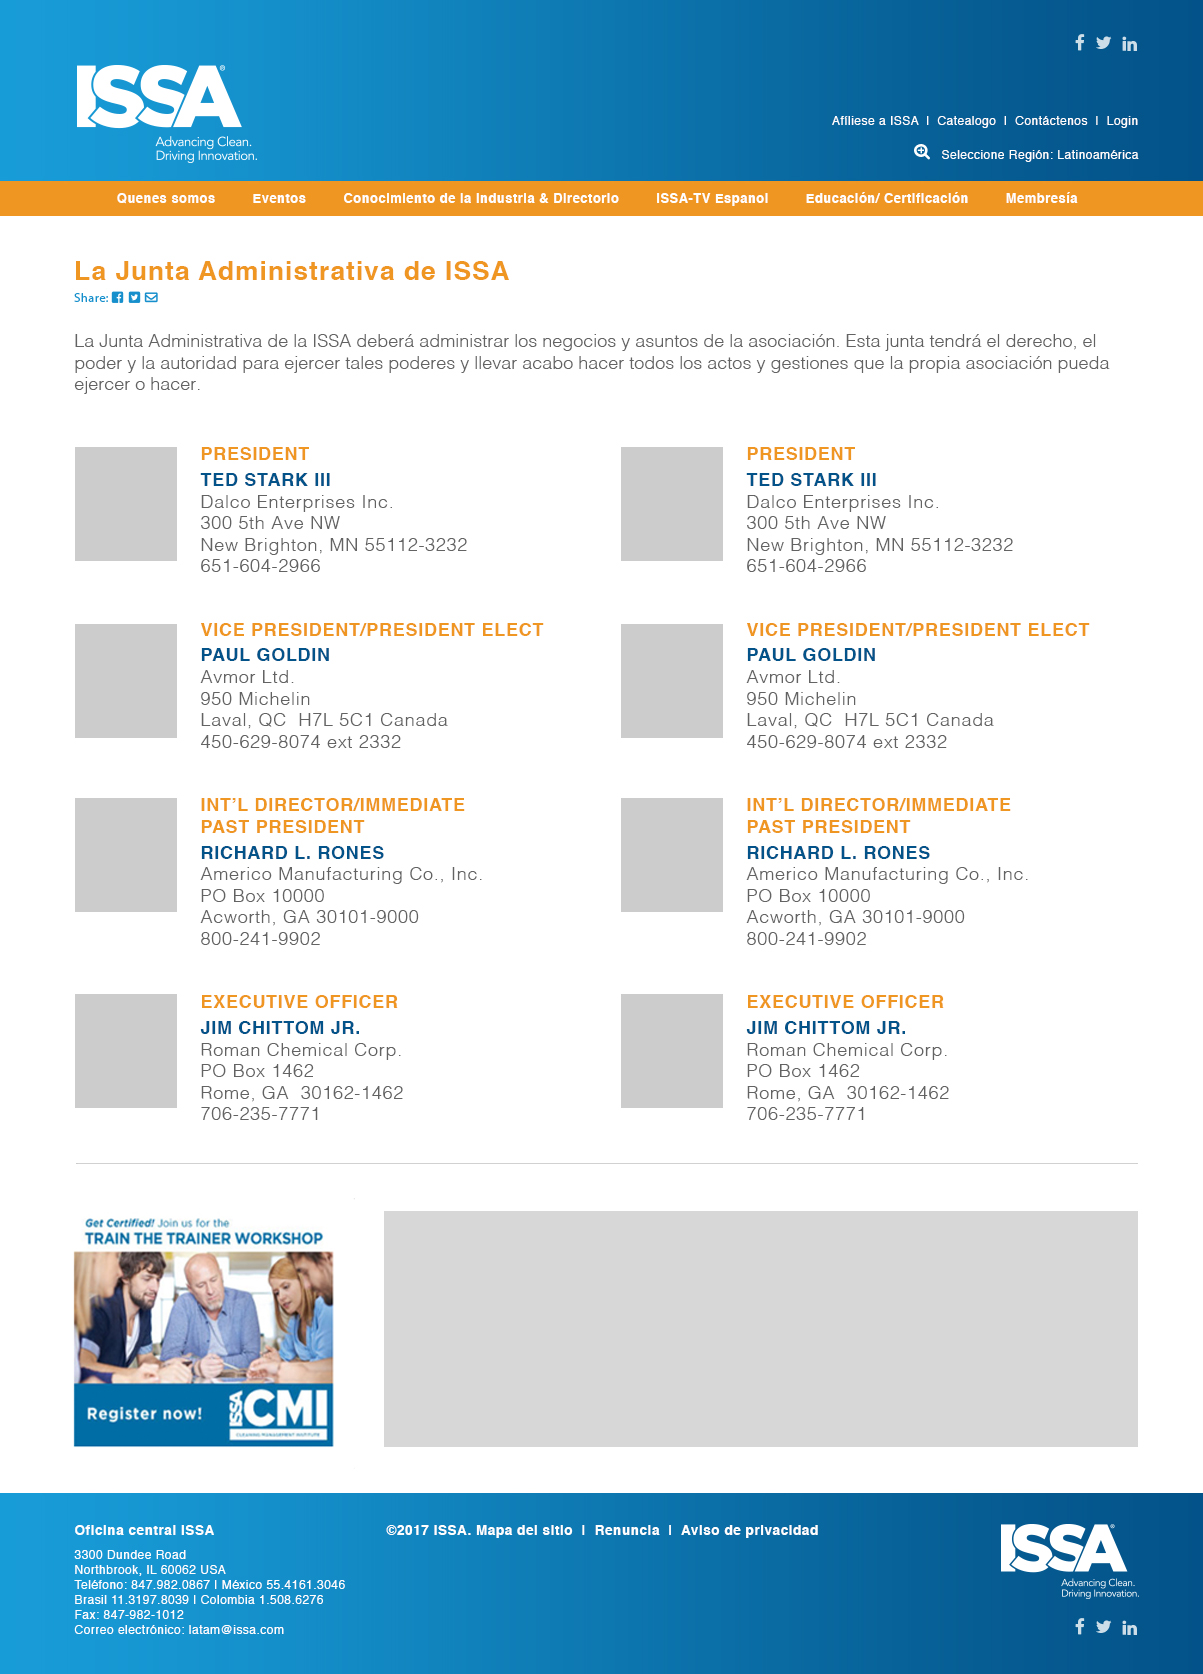 ISSA®
Advancing Clean.
Driving Innovation.
Afíliese a ISSA | Catealogo | Contáctenos | Login
Seleccione Región: Latinoamérica
Quenes somos Eventos Conocimiento de la industria & Directorio ISSA-TV Espanol Educación/ Certificación Membresía
La Junta Administrativa de ISSA
Share:
La Junta Administrativa de la ISSA deberá administrar los negocios y asuntos de la asociación. Esta junta tendrá el derecho, el
poder y la autoridad para ejercer tales poderes y llevar acabo hacer todos los actos y gestiones que la propia asociación pueda
ejercer o hacer.
PRESIDENT
TED STARK III
Dalco Enterprises Inc.
300 5th Ave NW
New Brighton, MN 55112-3232
651-604-2966
PRESIDENT
TED STARK III
Dalco Enterprises Inc.
300 5th Ave NW
New Brighton, MN 55112-3232
651-604-2966
VICE PRESIDENT/PRESIDENT ELECT
PAUL GOLDIN
Avmor Ltd.
950 Michelin
Laval, QC  H7L 5C1 Canada
450-629-8074 ext 2332
VICE PRESIDENT/PRESIDENT ELECT
PAUL GOLDIN
Avmor Ltd.
950 Michelin
Laval, QC  H7L 5C1 Canada
450-629-8074 ext 2332
INT'L DIRECTOR/IMMEDIATE
PAST PRESIDENT
RICHARD L. RONES
Americo Manufacturing Co., Inc.
PO Box 10000
Acworth, GA 30101-9000
800-241-9902
INT'L DIRECTOR/IMMEDIATE
PAST PRESIDENT
RICHARD L. RONES
Americo Manufacturing Co., Inc.
PO Box 10000
Acworth, GA 30101-9000
800-241-9902
EXECUTIVE OFFICER
JIM CHITTOM JR.
Roman Chemical Corp.
PO Box 1462
Rome, GA  30162-1462
706-235-7771
EXECUTIVE OFFICER
JIM CHITTOM JR.
Roman Chemical Corp.
PO Box 1462
Rome, GA  30162-1462
706-235-7771
Get Certified! Join us for the
TRAIN THE TRAINER WORKSHOP
Register now!
ISSA CMI
CLEANING MANAGEMENT INSTITUTE
Oficina central ISSA
3300 Dundee Road
Northbrook, IL 60062 USA
Teléfono: 847.982.0867 | México 55.4161.3046
Brasil 11.3197.8039 | Colombia 1.508.6276
Fax: 847-982-1012
Correo electrónico: latam@issa.com
©2017 ISSA. Mapa del sitio | Renuncia | Aviso de privacidad
ISSA
Advancing Clean.
Driving Innovation.